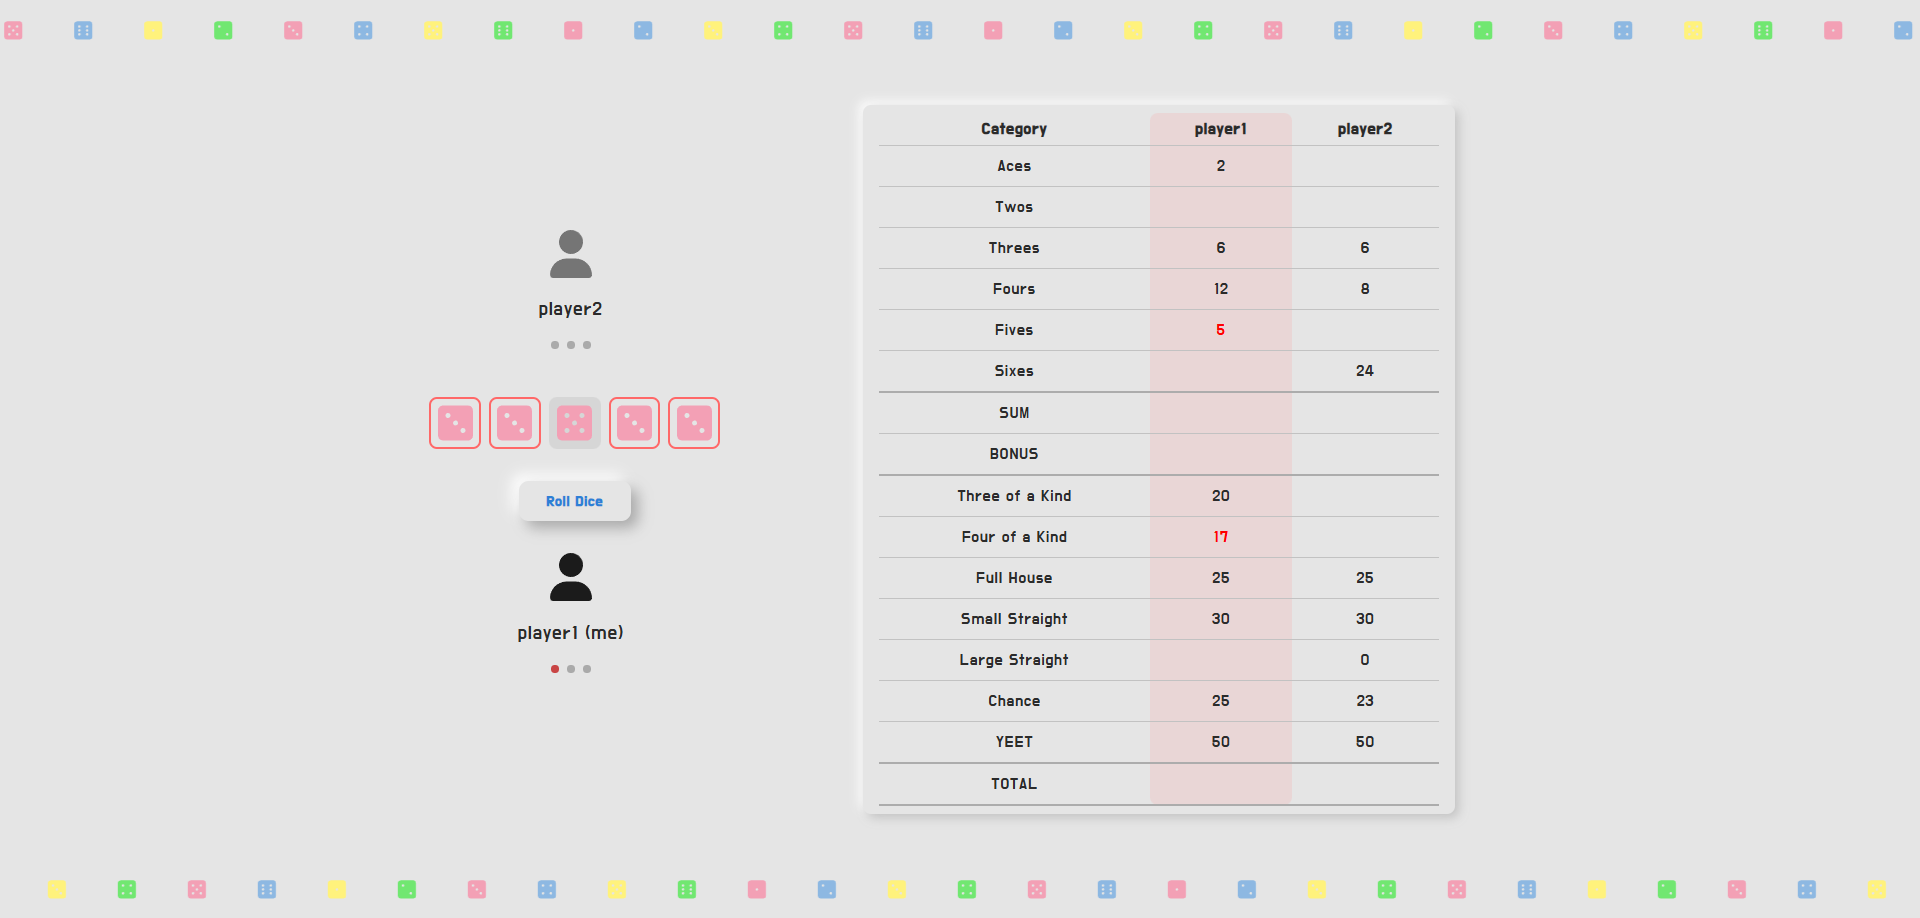 player2
Roll Dice
player1 (me)
Category player1 player2
Aces 2
Twos
Threes 6 6
Fours 12 8
Fives 5
Sixes 24
SUM
BONUS
Three of a Kind 20
Four of a Kind 17
Full House 25 25
Small Straight 30 30
Large Straight 0
Chance 25 23
YEET 50 50
TOTAL